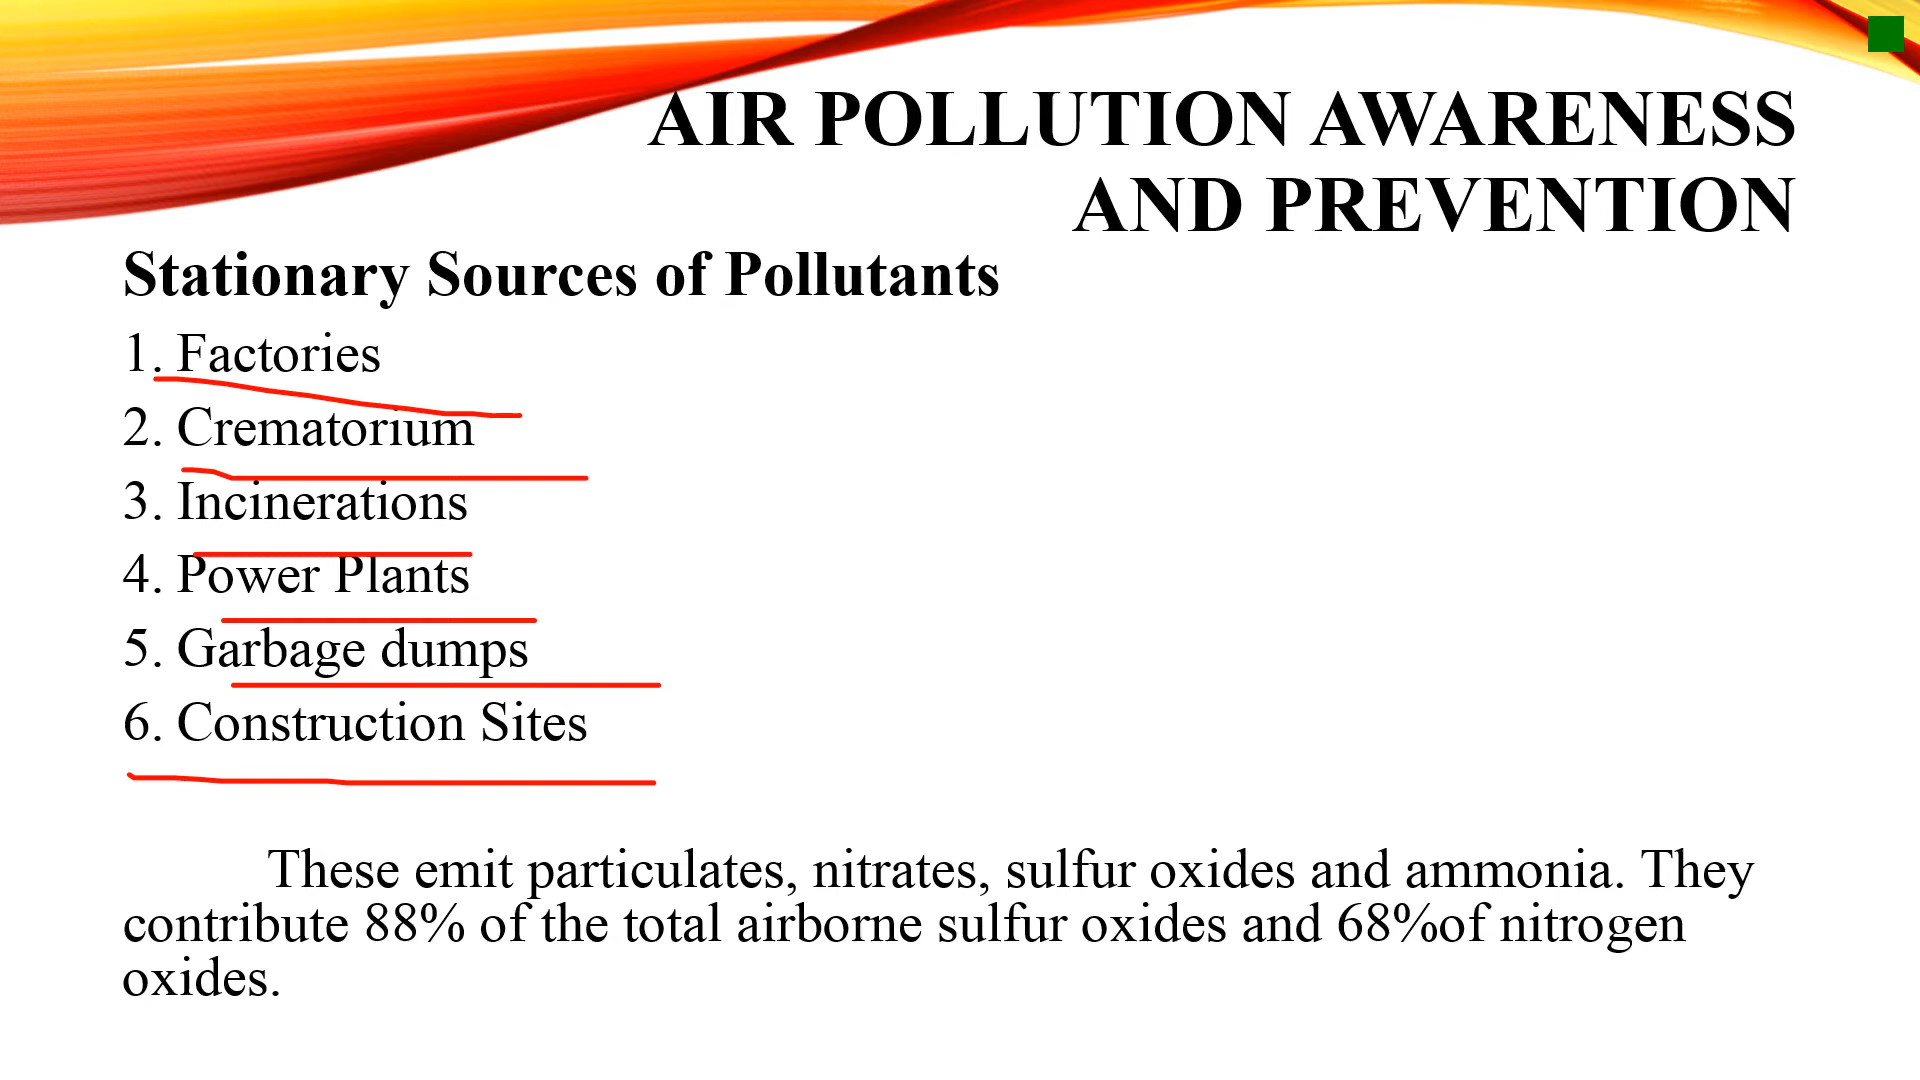 AIR POLLUTION AWARENESS
AND PREVENTION
Stationary Sources of Pollutants
1. Factories
2. Crematorium
3. Incinerations
4. Power Plants
5. Garbage dumps
6. Construction Sites
These emit particulates, nitrates, sulfur oxides and ammonia. They
contribute 88% of the total airborne sulfur oxides and 68%of nitrogen
oxides.